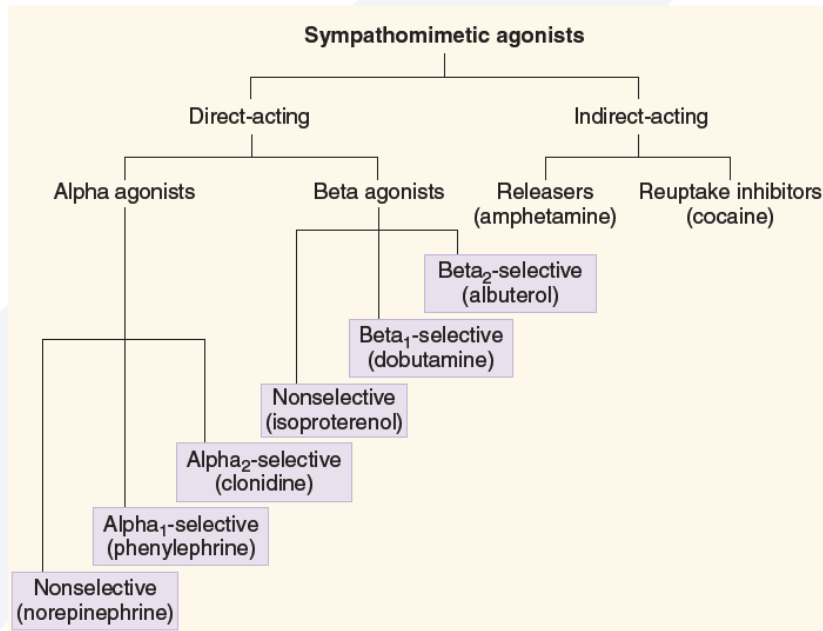 Sympathomimetic agonists
Direct-acting
Indirect-acting
Alpha agonists
Beta agonists
Releasers
(amphetamine)
Reuptake inhibitors
(cocaine)
Beta₂-selective
(albuterol)
Beta₁-selective
(dobutamine)
Nonselective
(isoproterenol)
Alpha₂-selective
(clonidine)
Alpha₁-selective
(phenylephrine)
Nonselective
(norepinephrine)